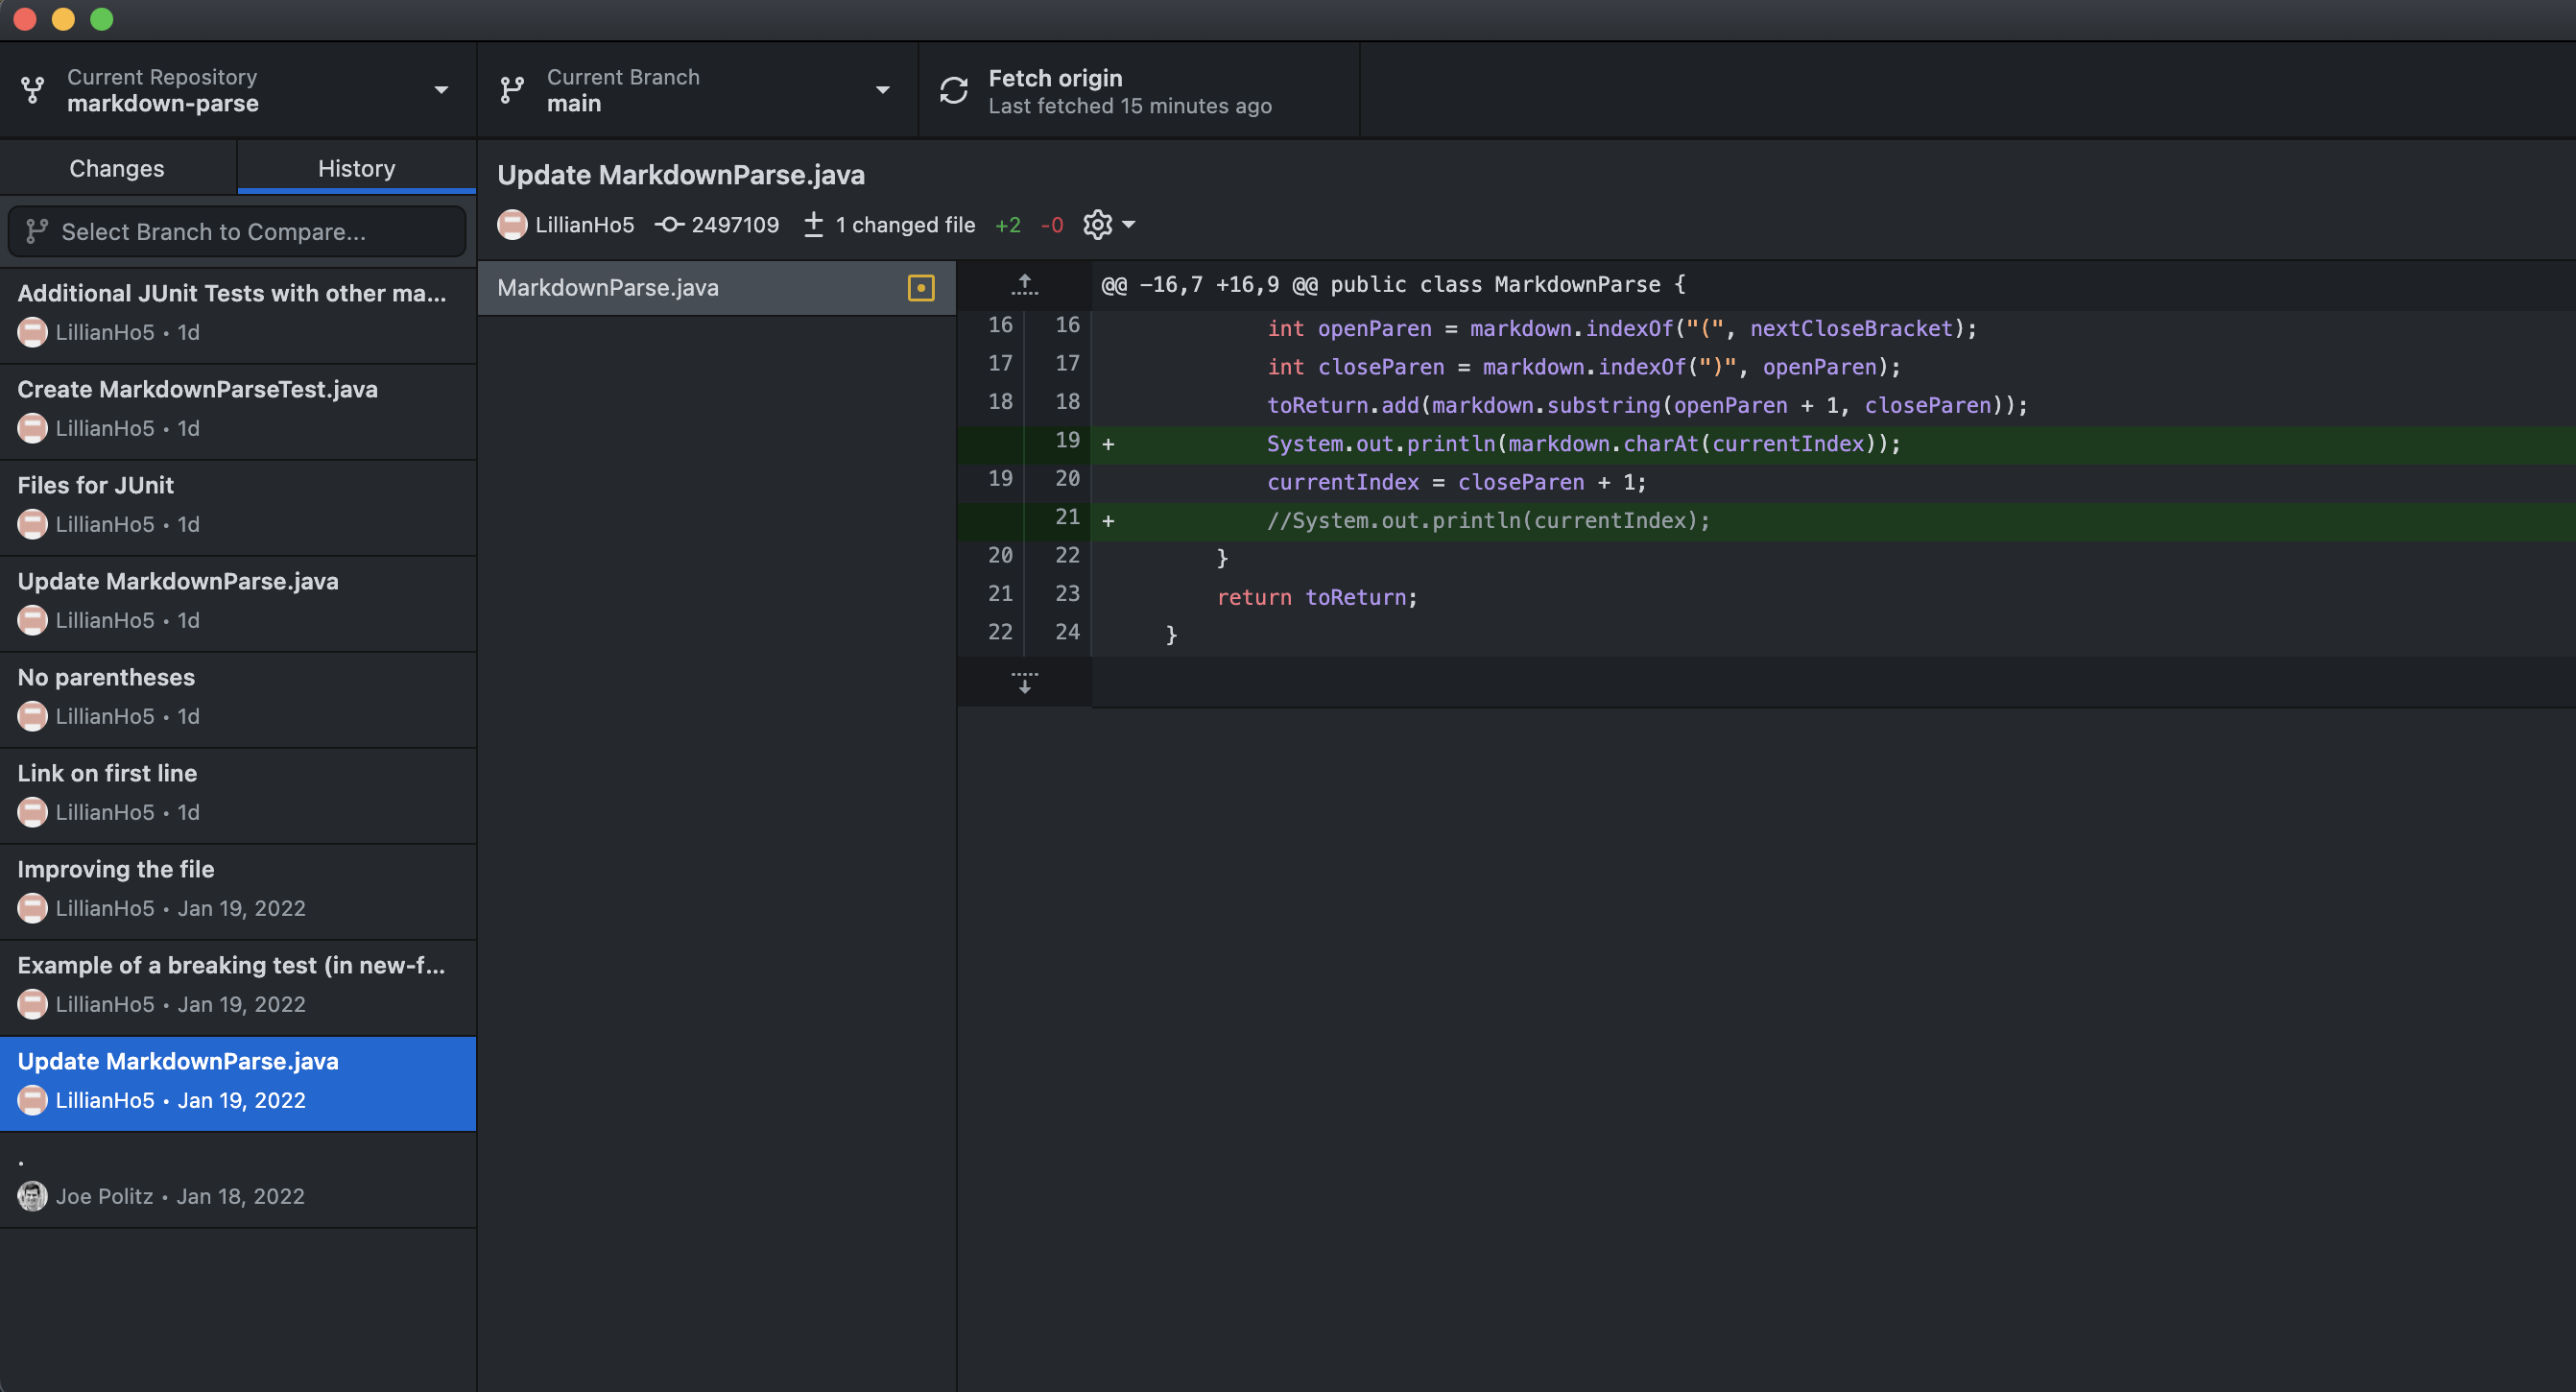 Current Repository
markdown-parse
Current Branch
main
Fetch origin
Last fetched 15 minutes ago
Changes
History
Select Branch to Compare...
Additional JUnit Tests with other ma...
LillianHo5 • 1d
Create MarkdownParseTest.java
LillianHo5 • 1d
Files for JUnit
LillianHo5 • 1d
Update MarkdownParse.java
LillianHo5 • 1d
No parentheses
LillianHo5 • 1d
Link on first line
LillianHo5 • 1d
Improving the file
LillianHo5 • Jan 19, 2022
Example of a breaking test (in new-f...
LillianHo5 • Jan 19, 2022
Update MarkdownParse.java
LillianHo5 • Jan 19, 2022
.
Joe Politz • Jan 18, 2022
Update MarkdownParse.java
LillianHo5 2497109 1 changed file +2 -0
MarkdownParse.java
@@ -16,7 +16,9 @@ public class MarkdownParse {
16 16 int openParen = markdown.indexOf("(", nextCloseBracket);
17 17 int closeParen = markdown.indexOf(")", openParen);
18 18 toReturn.add(markdown.substring(openParen + 1, closeParen));
19 + System.out.println(markdown.charAt(currentIndex));
19 20 currentIndex = closeParen + 1;
21 + //System.out.println(currentIndex);
20 22 }
21 23 return toReturn;
22 24 }